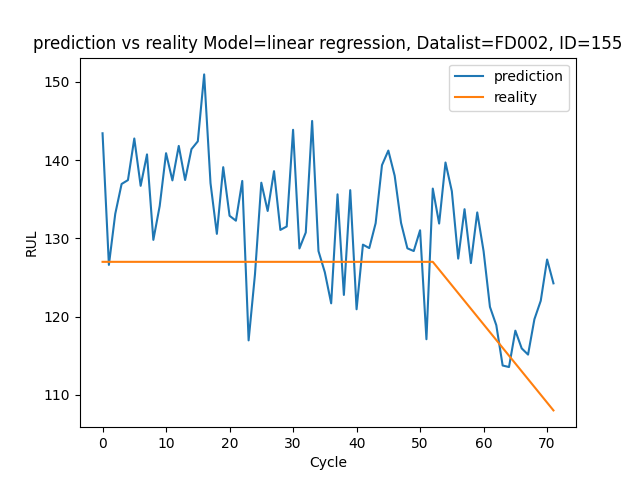 prediction vs reality Model=linear regression, Datalist=FD002, ID=155
prediction
reality
150
140
130
120
110
RUL
0 10 20 30 40 50 60 70
Cycle